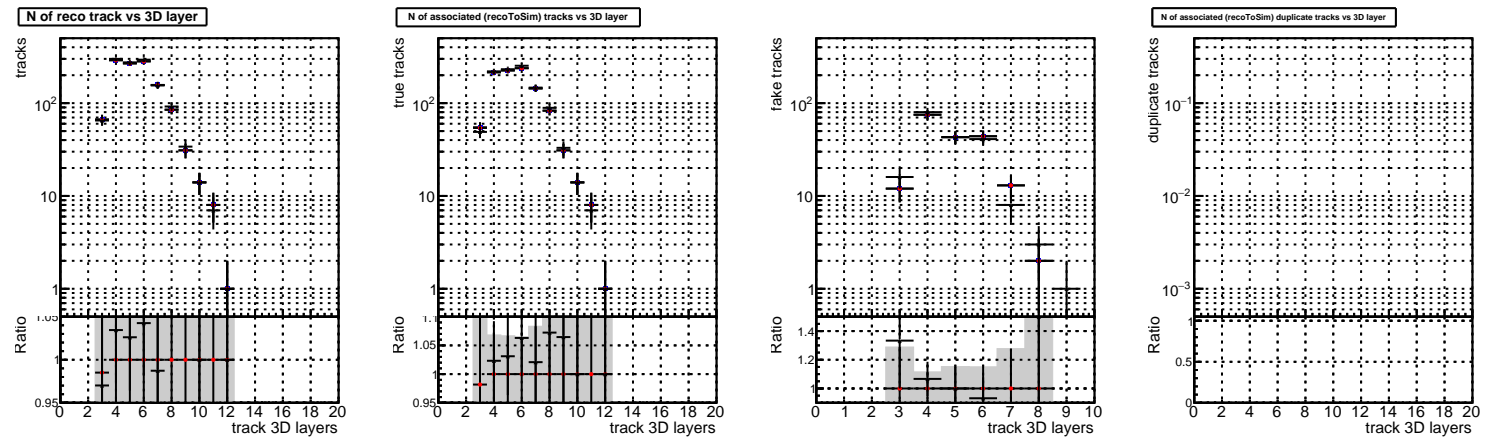 N of reco track vs 3D layer
tracks
10²
10
1
Ratio
1.05
1
0.95
0 2 4 6 8 10 12 14 16 18 20
track 3D layers
N of associated (recoToSim) tracks vs 3D layer
true tracks
10²
10
1
Ratio
1.1
1.05
1
0.95
0 2 4 6 8 10 12 14 16 18 20
track 3D layers
fake tracks
10²
10
1
Ratio
1.4
1.2
1
0 1 2 3 4 5 6 7 8 9 10
track 3D layers
N of associated (recoToSim) duplicate tracks vs 3D layer
duplicate tracks
10⁻¹
10⁻²
10⁻³
Ratio
1
0.5
0
0 2 4 6 8 10 12 14 16 18 20
track 3D layers